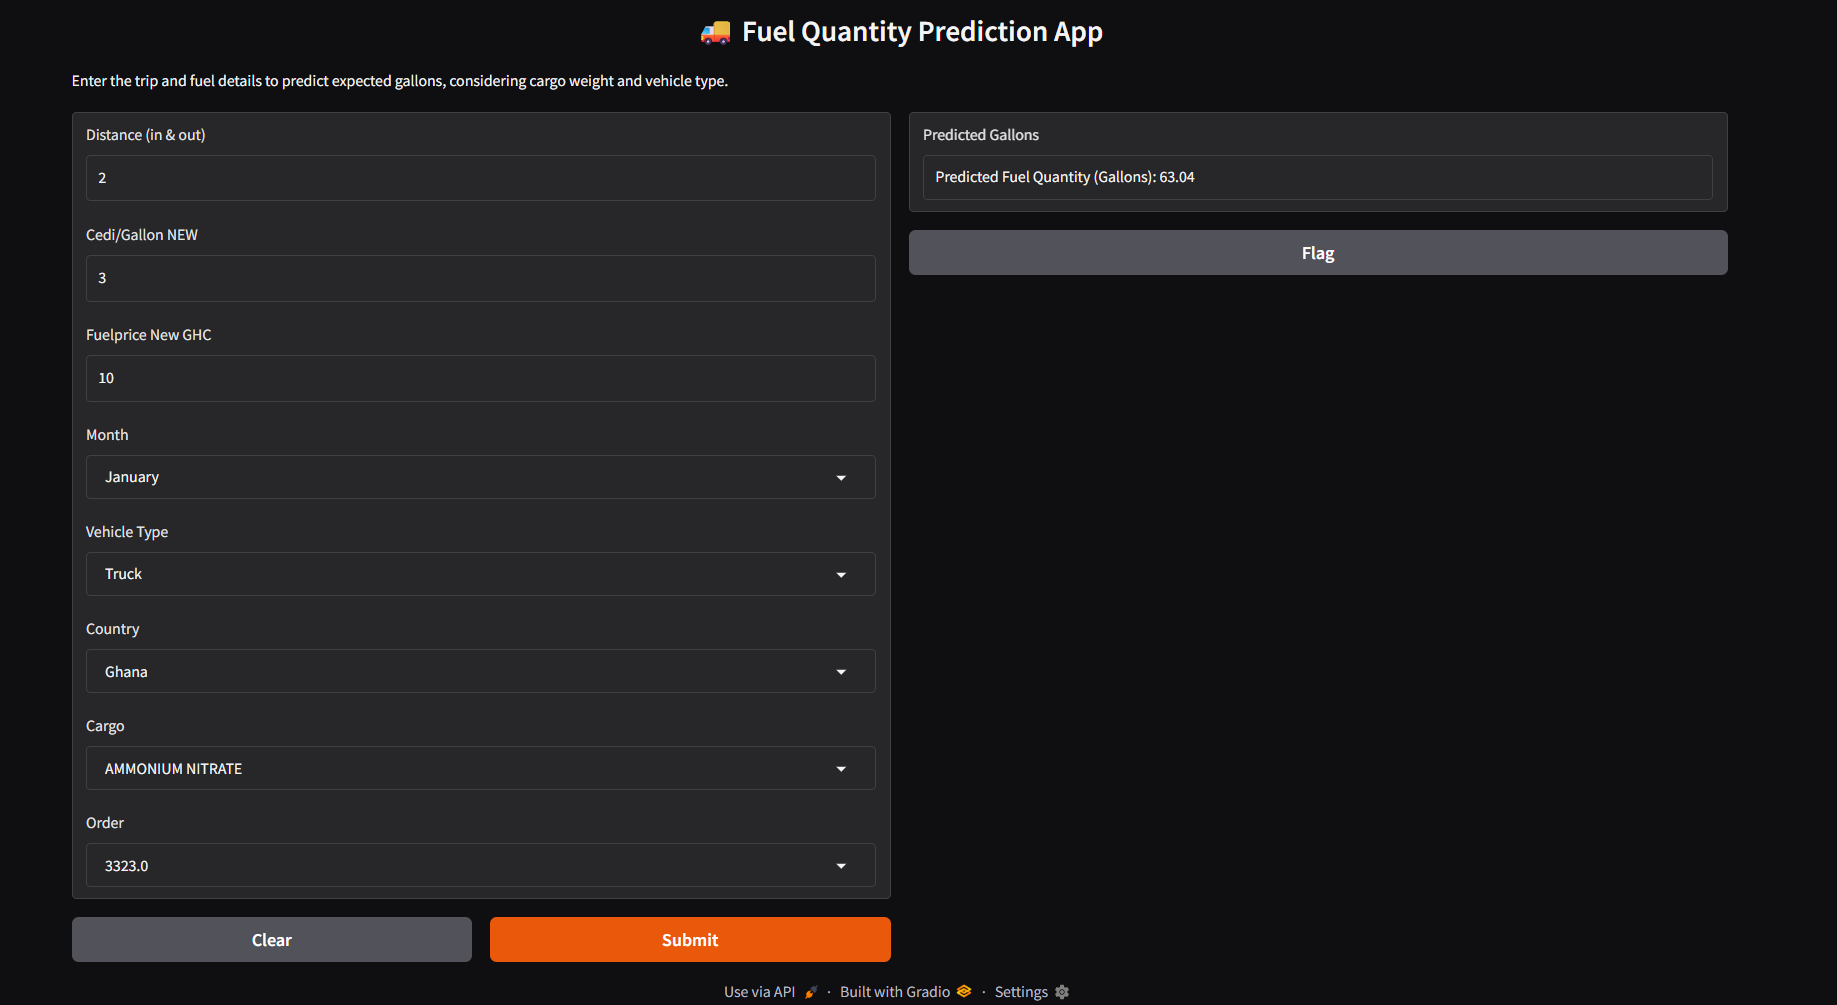 🚚 Fuel Quantity Prediction App
Enter the trip and fuel details to predict expected gallons, considering cargo weight and vehicle type.
Distance (in & out)
2
Cedi/Gallon NEW
3
Fuelprice New GHC
10
Month
January
Vehicle Type
Truck
Country
Ghana
Cargo
AMMONIUM NITRATE
Order
3323.0
Clear
Submit
Predicted Gallons
Predicted Fuel Quantity (Gallons): 63.04
Flag
Use via API 🚀 · Built with Gradio · Settings ⚙